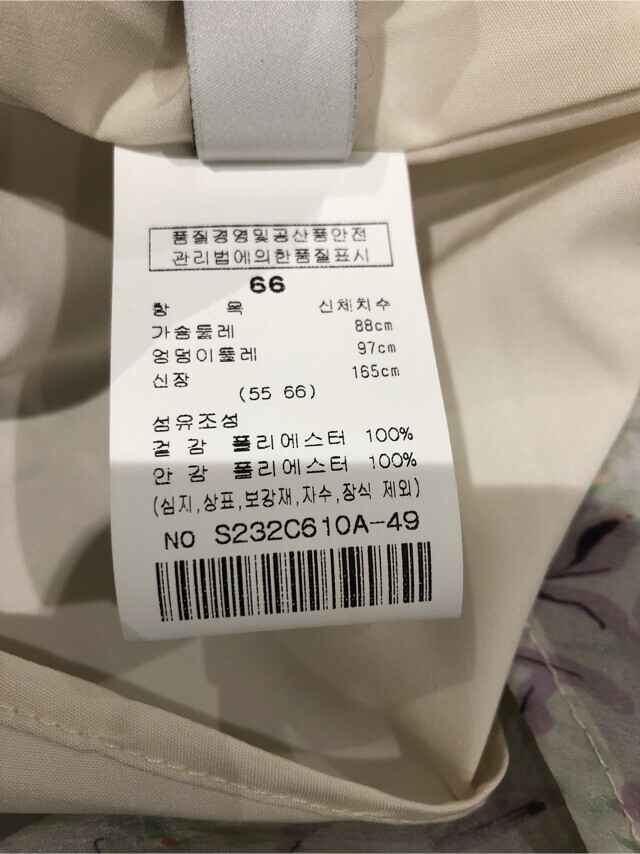 품질경영및공산품안전
관리법에의한품질표시
66
항 목 신체치수
가슴둘레 88cm
엉덩이둘레 97cm
신장 165cm
(55 66)
섬유조성
겉 감 폴리에스터 100%
안 감 폴리에스터 100%
(심지,상표,보강재,자수,장식 제외)
NO S232C610A-49